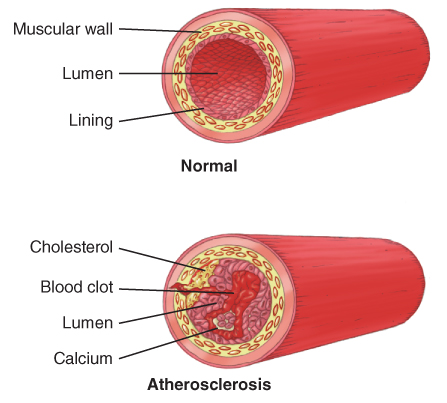 Muscular wall
Lumen
Lining
Normal
Cholesterol
Blood clot
Lumen
Calcium
Atherosclerosis